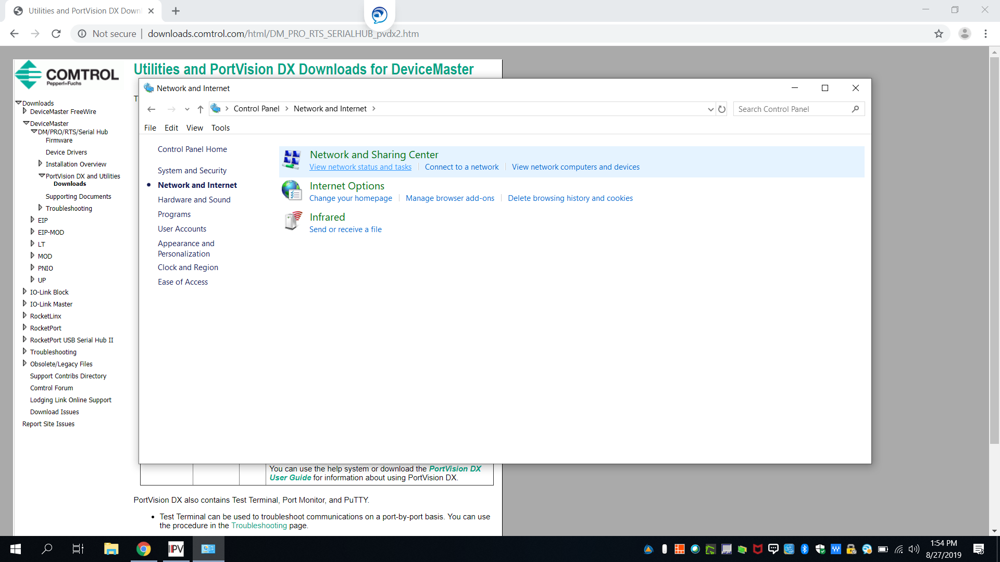 Utilities and PortVision DX Down
Not secure | downloads.comtrol.com/html/DM_PRO_RTS_SERIALHUB_pvdx2.htm
COMTROL
Pepperl+Fuchs
Utilities and PortVision DX Downloads for DeviceMaster
T
Downloads
DeviceMaster FreeWire
DeviceMaster
DM/PRO/RTS/Serial Hub
Firmware
Device Drivers
Installation Overview
PortVision DX and Utilities
Downloads
Supporting Documents
Troubleshooting
EIP
EIP-MOD
LT
MOD
PNIO
UP
IO-Link Block
IO-Link Master
RocketLinx
RocketPort
RocketPort USB Serial Hub II
Troubleshooting
Obsolete/Legacy Files
Support Contribs Directory
Comtrol Forum
Lodging Link Online Support
Download Issues
Report Site Issues
Network and Internet
Control Panel > Network and Internet >
Search Control Panel
File Edit View Tools
Control Panel Home
System and Security
Network and Internet
Hardware and Sound
Programs
User Accounts
Appearance and
Personalization
Clock and Region
Ease of Access
Network and Sharing Center
View network status and tasks | Connect to a network | View network computers and devices
Internet Options
Change your homepage | Manage browser add-ons | Delete browsing history and cookies
Infrared
Send or receive a file
You can use the help system or download the PortVision DX
User Guide for information about using PortVision DX.
PortVision DX also contains Test Terminal, Port Monitor, and PuTTY.
• Test Terminal can be used to troubleshoot communications on a port-by-port basis. You can use
the procedure in the Troubleshooting page.
PV
W
1:54 PM
8/27/2019